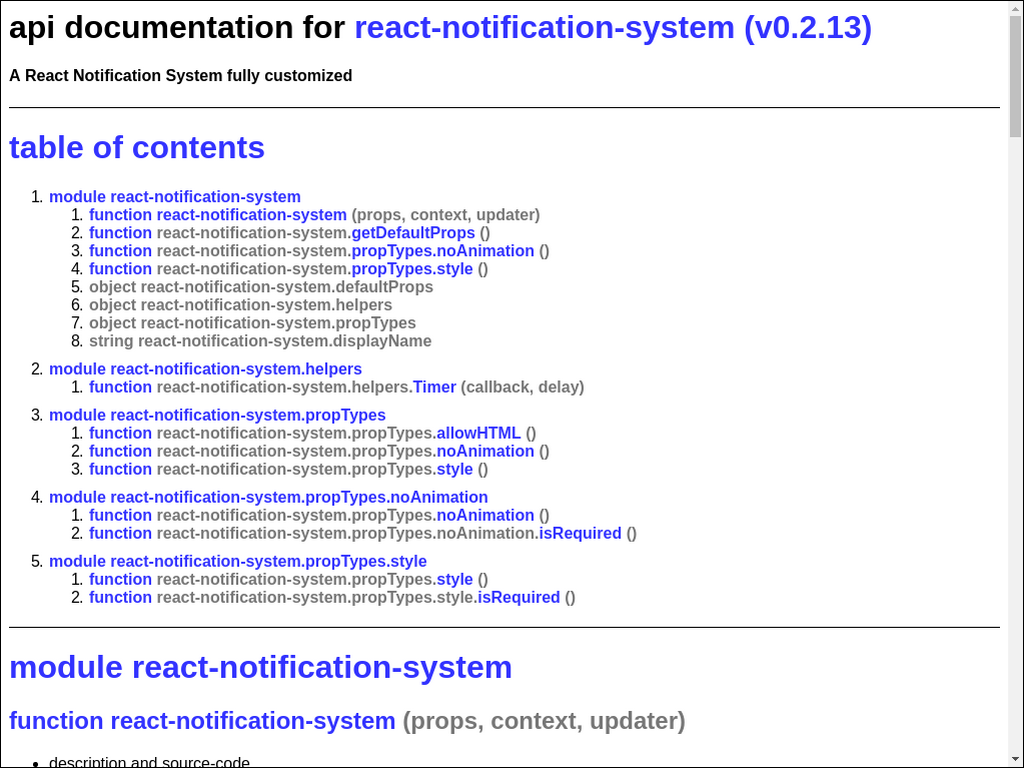 api documentation for react-notification-system (v0.2.13)
A React Notification System fully customized
table of contents
1. module react-notification-system
1. function react-notification-system (props, context, updater)
2. function react-notification-system.getDefaultProps ()
3. function react-notification-system.propTypes.noAnimation ()
4. function react-notification-system.propTypes.style ()
5. object react-notification-system.defaultProps
6. object react-notification-system.helpers
7. object react-notification-system.propTypes
8. string react-notification-system.displayName
2. module react-notification-system.helpers
1. function react-notification-system.helpers.Timer (callback, delay)
3. module react-notification-system.propTypes
1. function react-notification-system.propTypes.allowHTML ()
2. function react-notification-system.propTypes.noAnimation ()
3. function react-notification-system.propTypes.style ()
4. module react-notification-system.propTypes.noAnimation
1. function react-notification-system.propTypes.noAnimation ()
2. function react-notification-system.propTypes.noAnimation.isRequired ()
5. module react-notification-system.propTypes.style
1. function react-notification-system.propTypes.style ()
2. function react-notification-system.propTypes.style.isRequired ()
module react-notification-system
function react-notification-system (props, context, updater)
• description and source-code